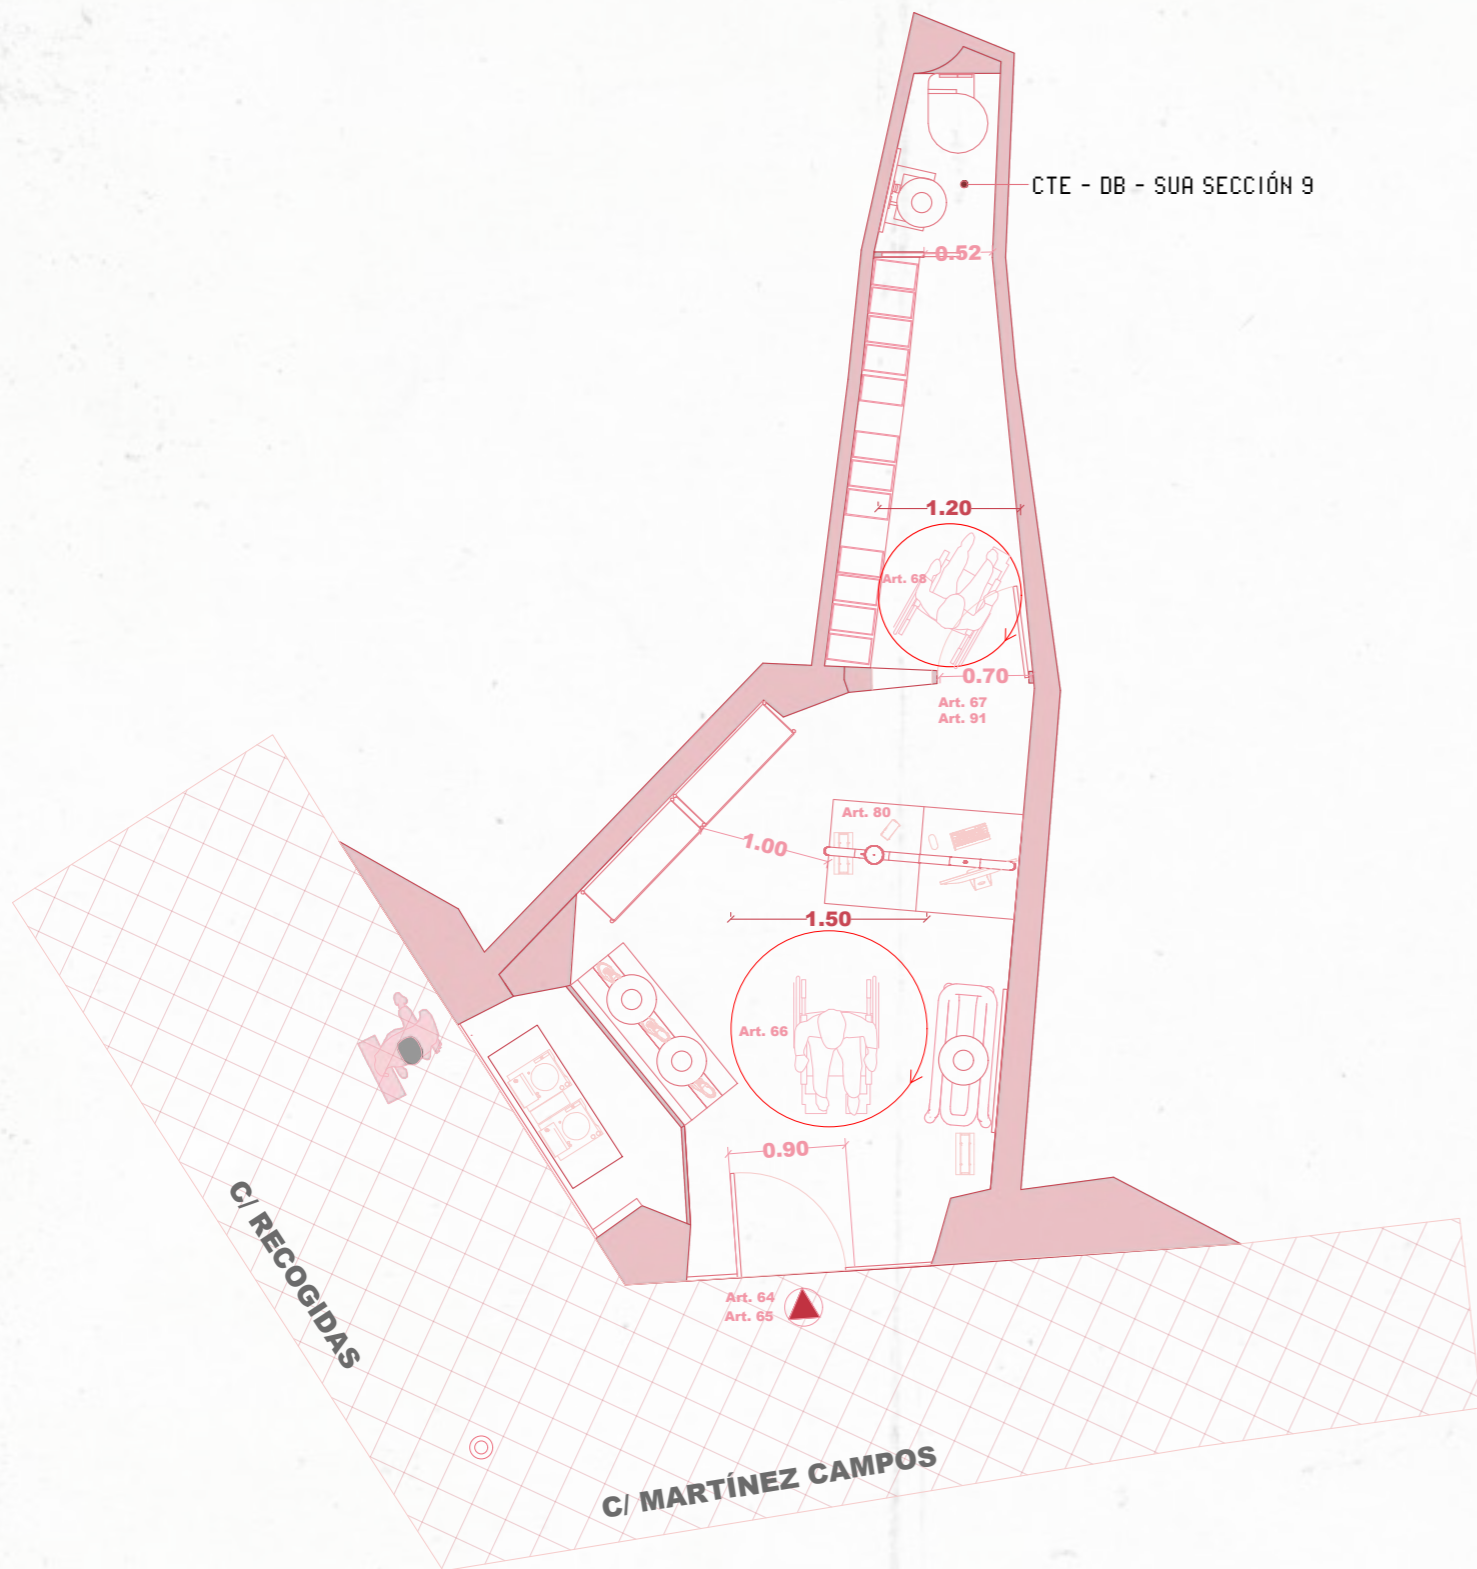 CTE - DB - SUA SECCIÓN 9
0.52
1.20
Art. 68
0.70
Art. 67
Art. 91
Art. 80
1.00
1.50
Art. 66
0.90
C/ RECOGIDAS
Art. 64
Art. 65
C/ MARTÍNEZ CAMPOS